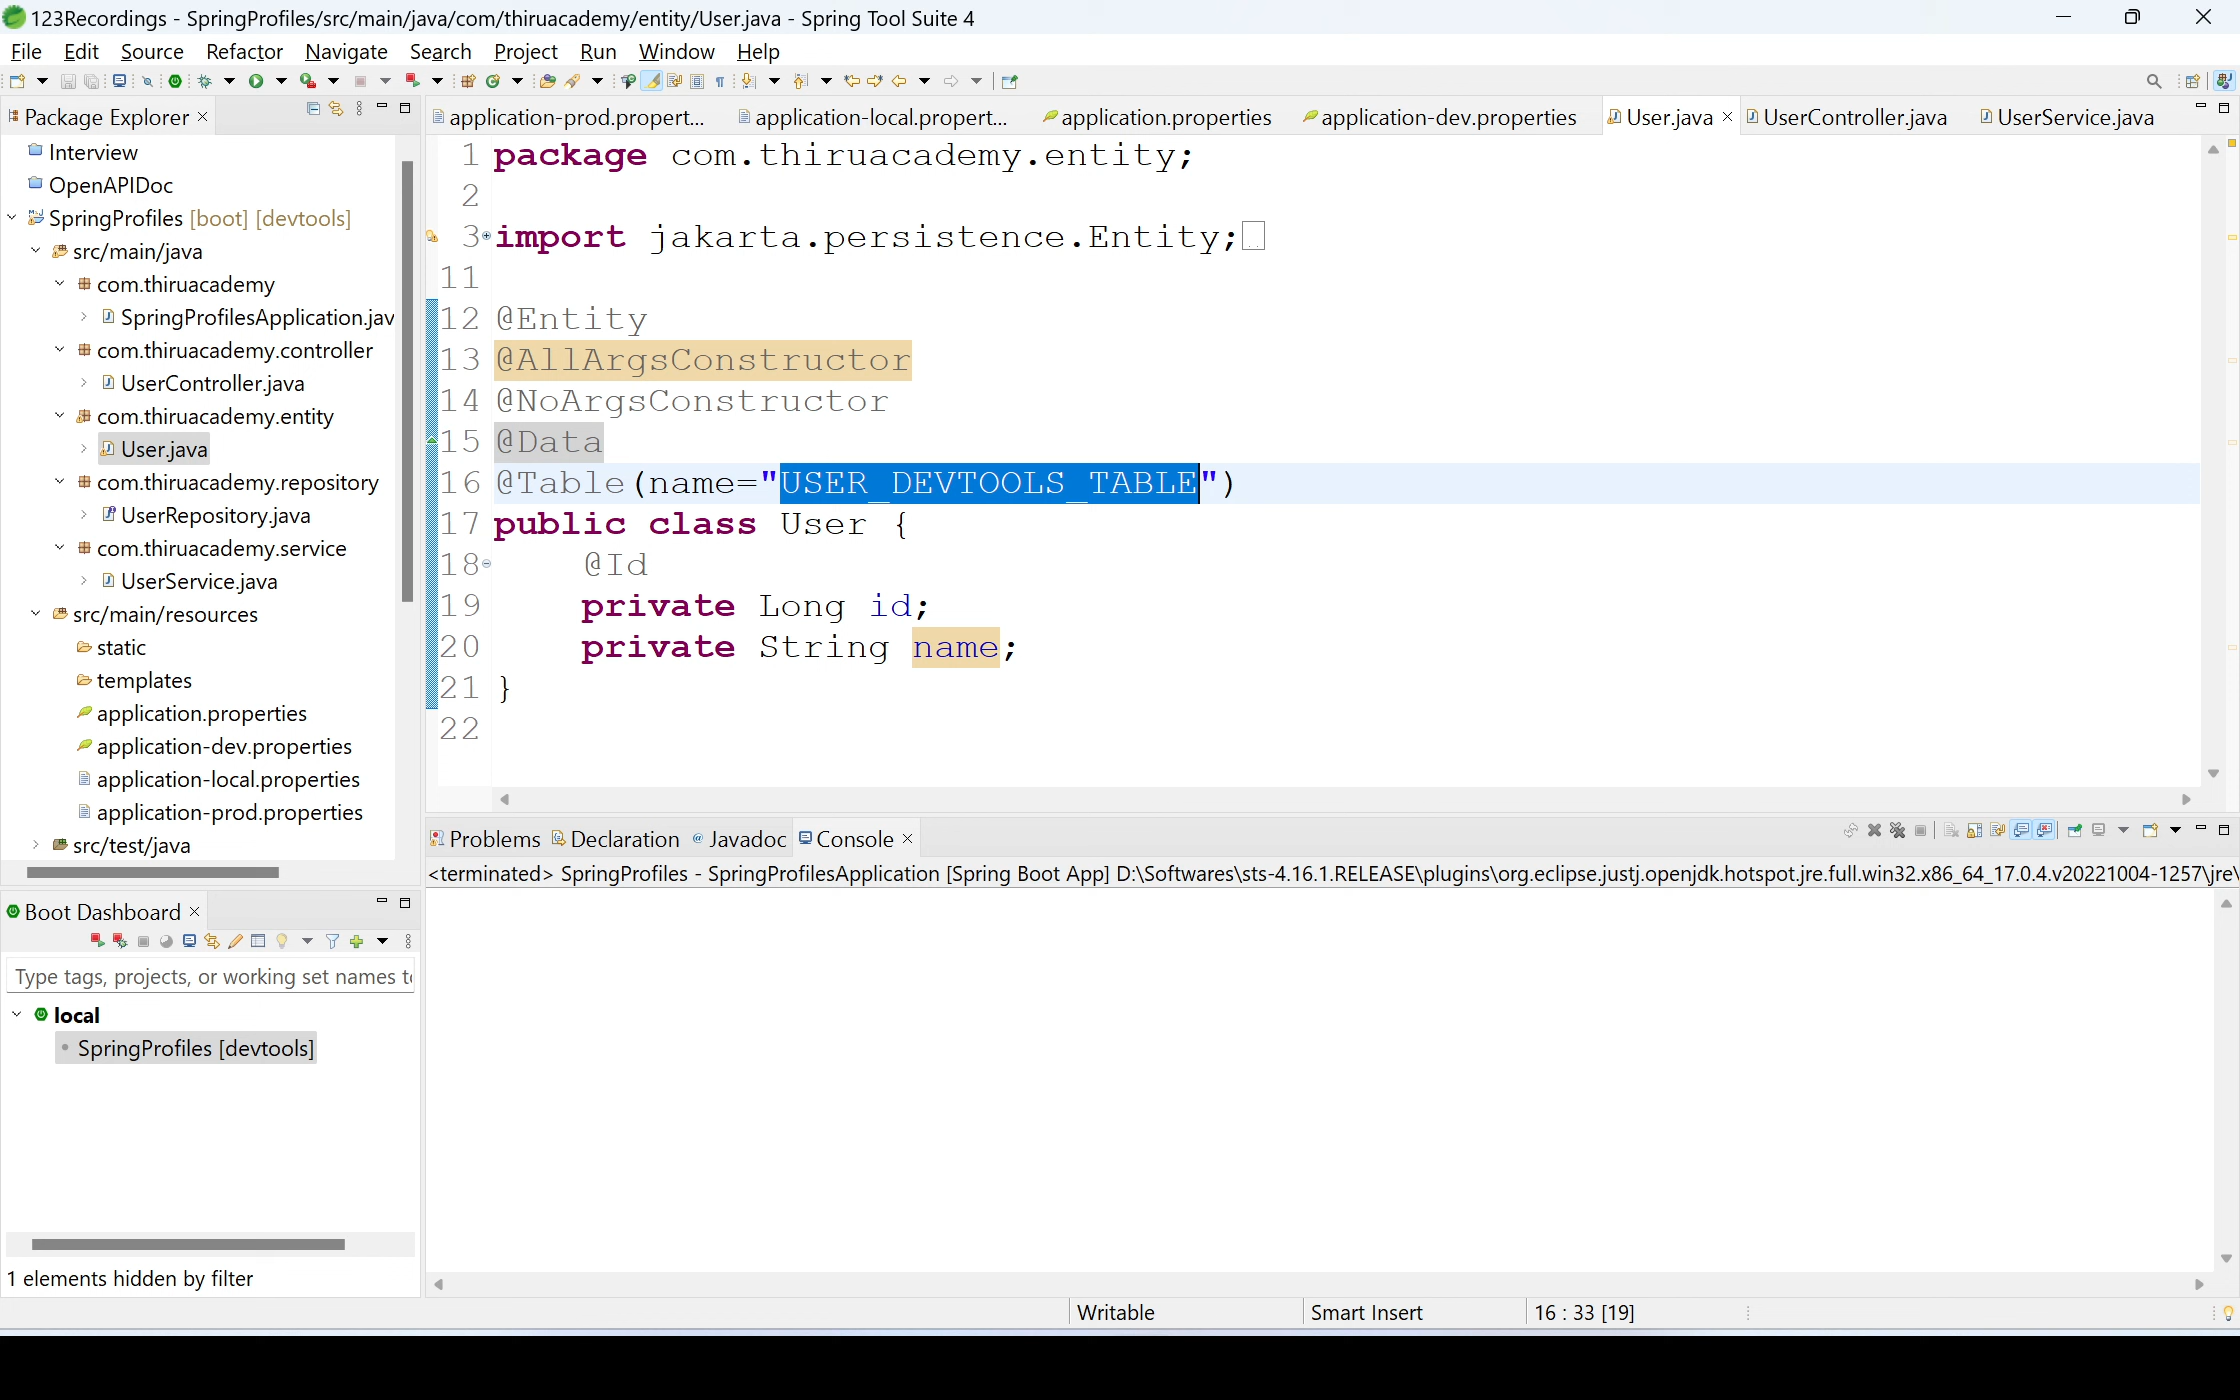 123Recordings - SpringProfiles/src/main/java/com/thiruacademy/entity/User.java - Spring Tool Suite 4
File Edit Source Refactor Navigate Search Project Run Window Help
Package Explorer
Interview
OpenAPIDoc
SpringProfiles [boot] [devtools]
src/main/java
com.thiruacademy
SpringProfilesApplication.jav
com.thiruacademy.controller
UserController.java
com.thiruacademy.entity
User.java
com.thiruacademy.repository
UserRepository.java
com.thiruacademy.service
UserService.java
src/main/resources
static
templates
application.properties
application-dev.properties
application-local.properties
application-prod.properties
src/test/java
Boot Dashboard
Type tags, projects, or working set names t
local
SpringProfiles [devtools]
1 elements hidden by filter
application-prod.propert... application-local.propert... application.properties application-dev.properties User.java UserController.java UserService.java
1 package com.thiruacademy.entity;
2
3 import jakarta.persistence.Entity;
11
12 @Entity
13 @AllArgsConstructor
14 @NoArgsConstructor
15 @Data
16 @Table(name="USER_DEVTOOLS_TABLE")
17 public class User {
18 @Id
19 private Long id;
20 private String name;
21 }
22
Problems Declaration @ Javadoc Console
<terminated> SpringProfiles - SpringProfilesApplication [Spring Boot App] D:\Softwares\sts-4.16.1.RELEASE\plugins\org.eclipse.justj.openjdk.hotspot.jre.full.win32.x86_64_17.0.4.v20221004-1257\jre\
Writable Smart Insert 16 : 33 [19]